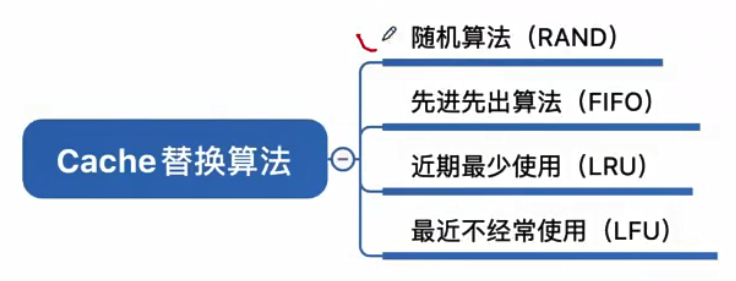 Cache替换算法
随机算法（RAND）
先进先出算法（FIFO）
近期最少使用（LRU）
最近不经常使用（LFU）